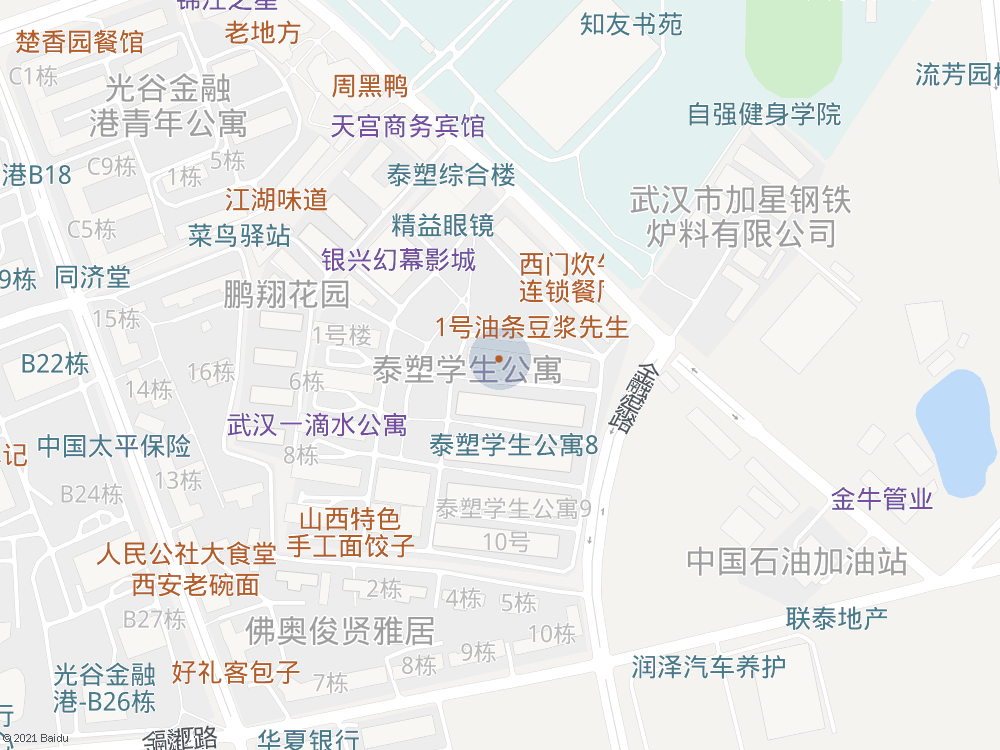 锦江之星
知友书苑
老地方
楚香园餐馆
C1栋
流芳园
周黑鸭
光谷金融
港青年公寓
自强健身学院
天宫商务宾馆
5栋
C9栋
1栋
港B18
泰塑综合楼
江湖味道
武汉市加星钢铁
炉料有限公司
精益眼镜
C5栋
菜鸟驿站
银兴幻幕影城
西门炊
连锁餐厅
9栋
同济堂
鹏翔花园
15栋
1号楼
1号油条豆浆先生
B22栋
16栋
6栋
泰塑学生公寓
14栋
武汉一滴水公寓
中国太平保险
泰塑学生公寓8
8栋
记
13栋
B24栋
金牛管业
泰塑学生公寓9
山西特色
手工面饺子
10号
人民公社大食堂
西安老碗面
中国石油加油站
2栋
4栋
5栋
B27栋
联泰地产
佛奥俊贤雅居
10栋
9栋
8栋
润泽汽车养护
光谷金融
港-B26栋
好礼客包子
7栋
行
© 2021 Baidu
华夏银行